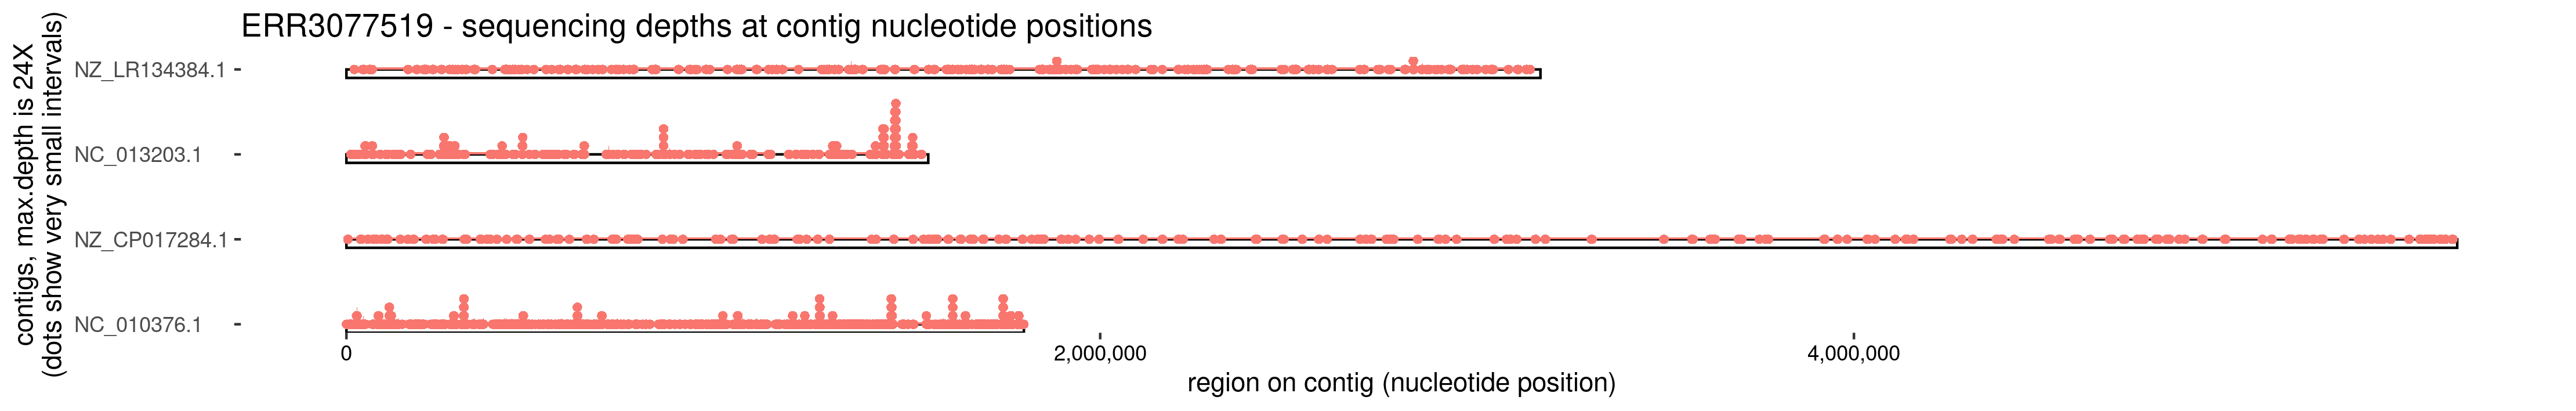 ERR3077519 - sequencing depths at contig nucleotide positions
contigs, max.depth is 24X
(dots show very small intervals)
NZ_LR134384.1
NC_013203.1
NZ_CP017284.1
NC_010376.1
0 2,000,000 4,000,000
region on contig (nucleotide position)